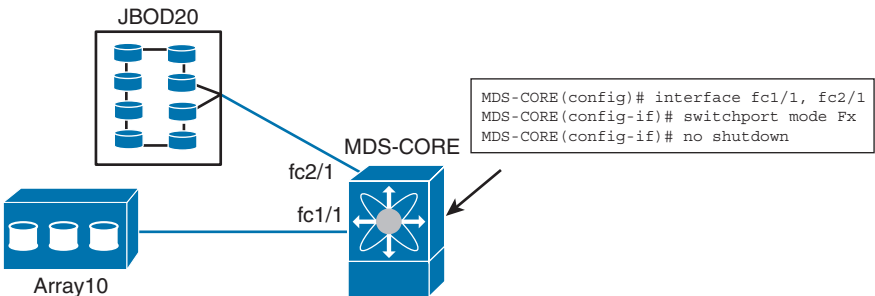 JBOD20
MDS-CORE(config)# interface fc1/1, fc2/1
MDS-CORE(config-if)# switchport mode Fx
MDS-CORE(config-if)# no shutdown
MDS-CORE
fc2/1
fc1/1
Array10